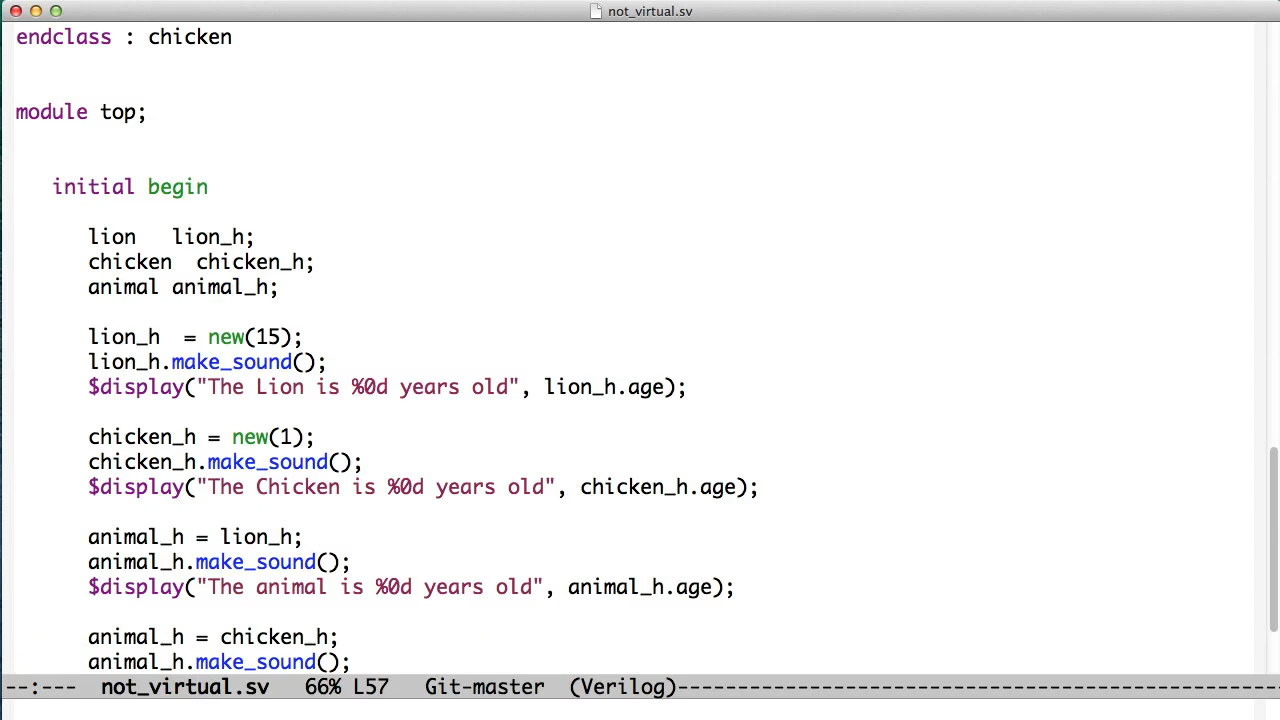 not_virtual.sv
endclass : chicken
module top;
initial begin
lion   lion_h;
chicken  chicken_h;
animal animal_h;
lion_h  = new(15);
lion_h.make_sound();
$display("The Lion is %0d years old", lion_h.age);
chicken_h = new(1);
chicken_h.make_sound();
$display("The Chicken is %0d years old", chicken_h.age);
animal_h = lion_h;
animal_h.make_sound();
$display("The animal is %0d years old", animal_h.age);
animal_h = chicken_h;
animal_h.make_sound();
--:---  not_virtual.sv   66% L57   Git-master  (Verilog)--------------------------------------------------